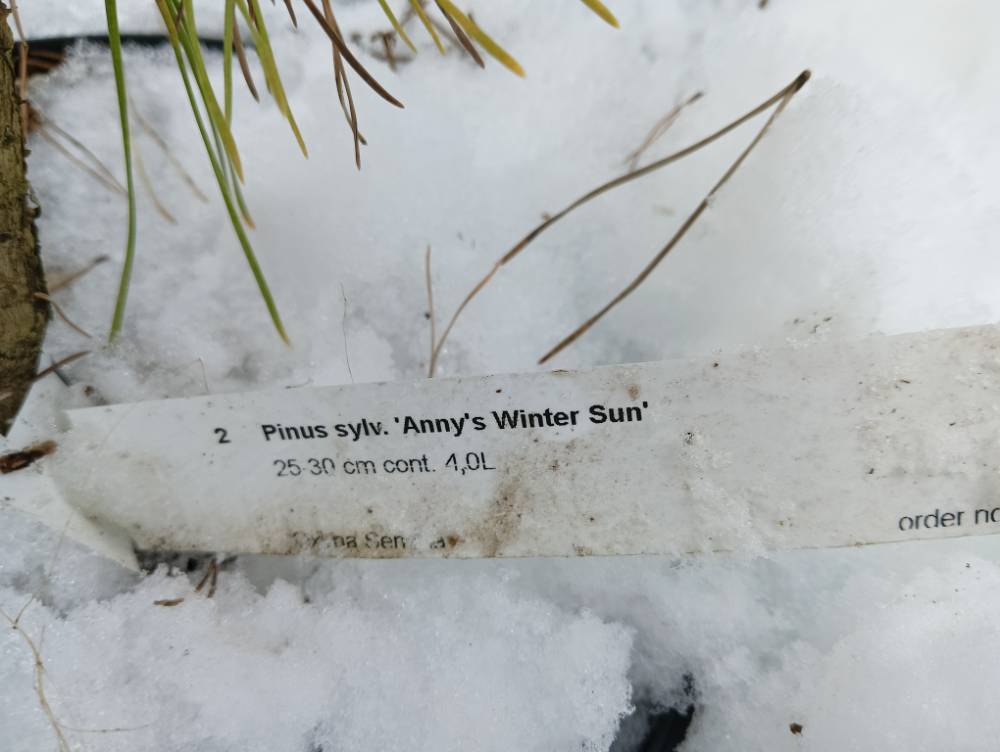 2 Pinus sylv. 'Anny's Winter Sun'
25-30 cm cont. 4,0L
order no